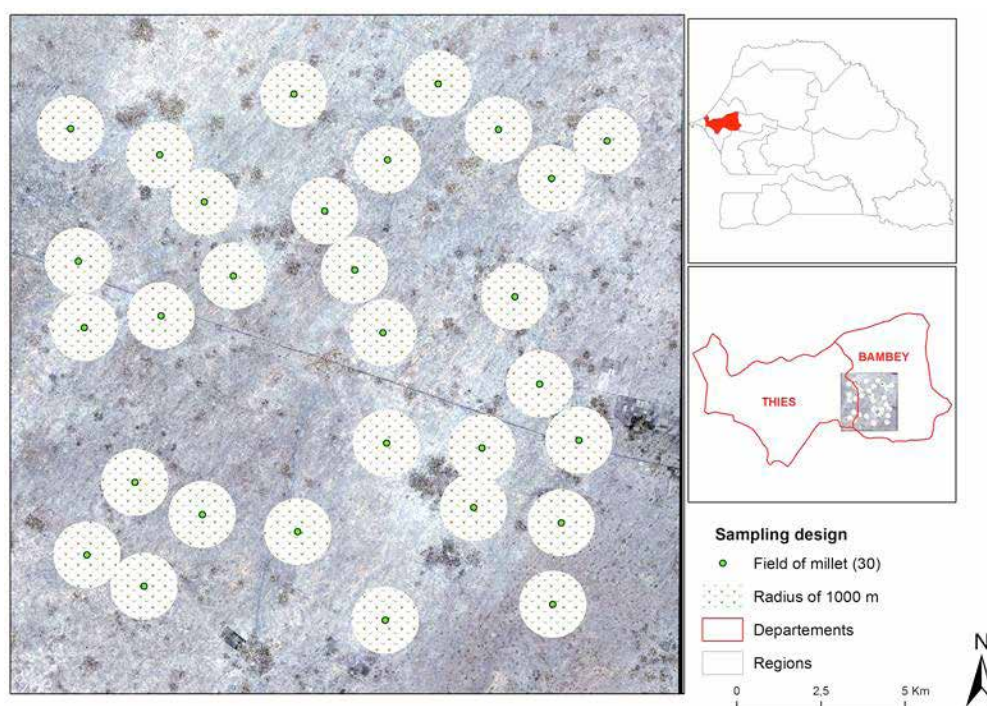 BAMBEY
THIES
Sampling design
Field of millet (30)
Radius of 1000 m
Departements
Regions
N
0 2,5 5 Km